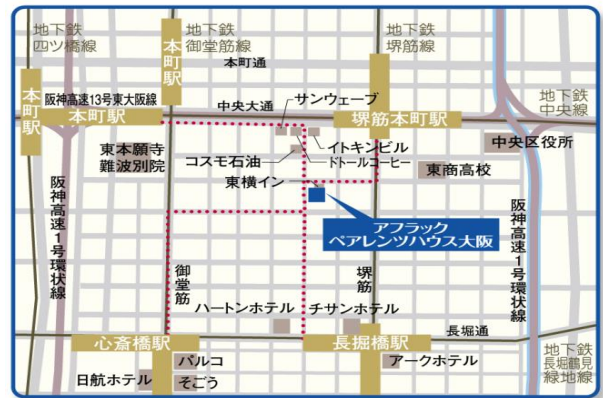 地下鉄
四ツ橋線
地下鉄
御堂筋線
地下鉄
堺筋線
本町駅
本町通
本町駅
阪神高速13号東大阪線
本町駅
中央大通
サンウェーブ
堺筋本町駅
地下鉄
中央線
東本願寺
難波別院
コスモ石油
イトキンビル
ドトールコーヒー
中央区役所
東商高校
東横イン
アフラック
ペアレンツハウス大阪
阪神高速1号環状線
阪神高速1号環状線
御堂筋
堺筋
ハートンホテル
チサンホテル
長堀通
心斎橋駅
長堀橋駅
パルコ
日航ホテル
そごう
アークホテル
地下鉄
長堀鶴見
緑地線